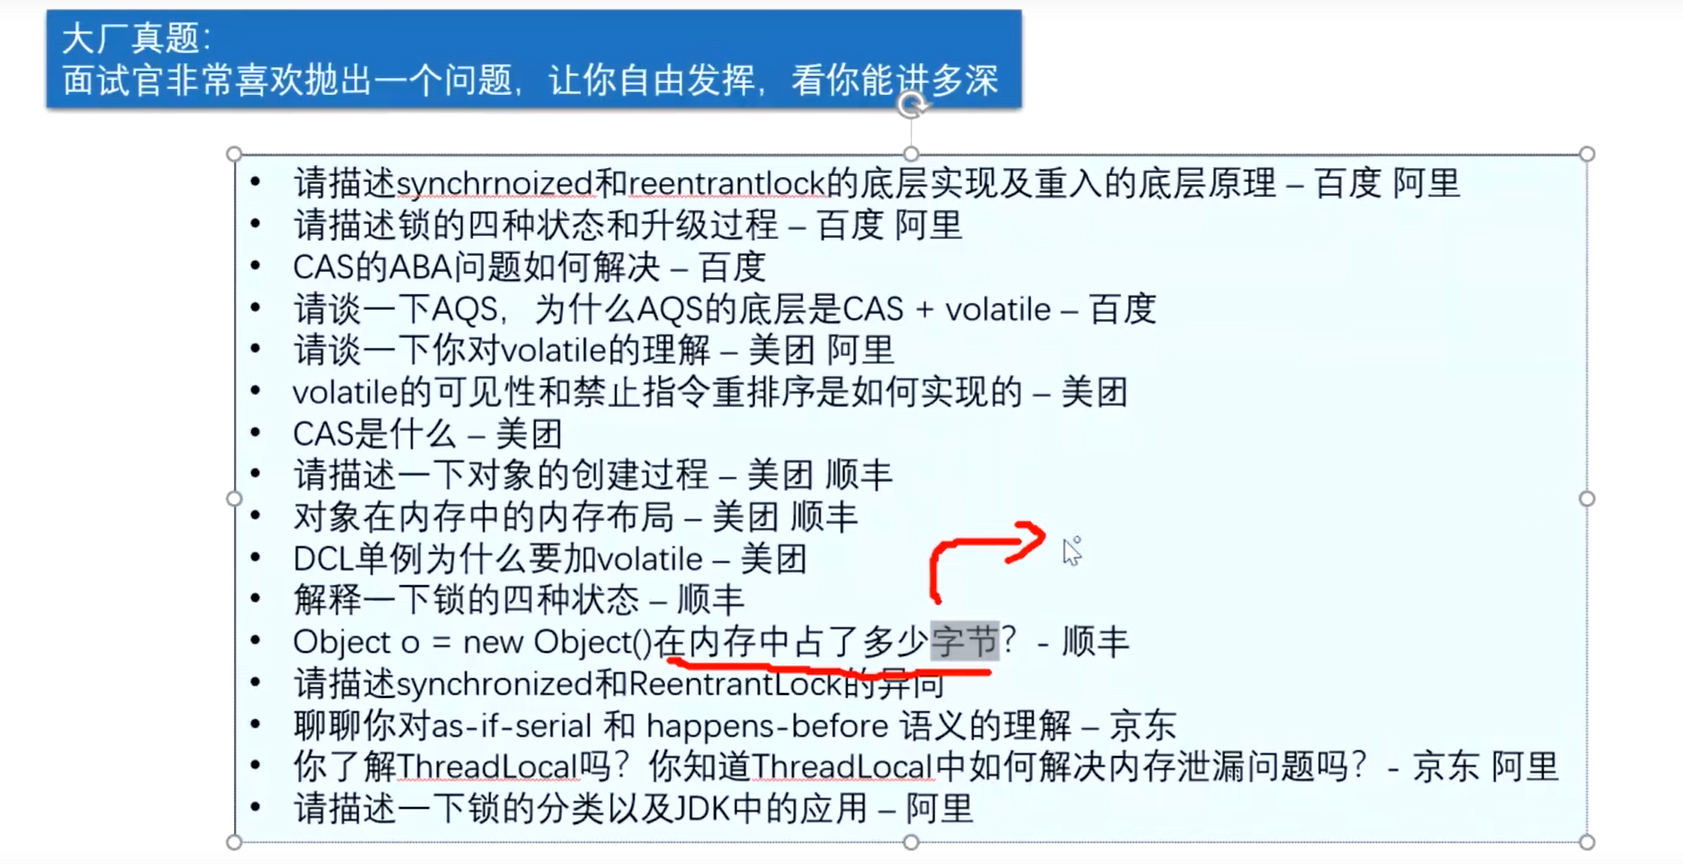 大厂真题：
面试官非常喜欢抛出一个问题，让你自由发挥，看你能讲多深
• 请描述synchrnoized和reentrantlock的底层实现及重入的底层原理 – 百度 阿里
• 请描述锁的四种状态和升级过程 – 百度 阿里
• CAS的ABA问题如何解决 – 百度
• 请谈一下AQS，为什么AQS的底层是CAS + volatile – 百度
• 请谈一下你对volatile的理解 – 美团 阿里
• volatile的可见性和禁止指令重排序是如何实现的 – 美团
• CAS是什么 – 美团
• 请描述一下对象的创建过程 – 美团 顺丰
• 对象在内存中的内存布局 – 美团 顺丰
• DCL单例为什么要加volatile – 美团
• 解释一下锁的四种状态 – 顺丰
• Object o = new Object()在内存中占了多少字节？ - 顺丰
• 请描述synchronized和ReentrantLock的异同
• 聊聊你对as-if-serial 和 happens-before 语义的理解 – 京东
• 你了解ThreadLocal吗？你知道ThreadLocal中如何解决内存泄漏问题吗？ - 京东 阿里
• 请描述一下锁的分类以及JDK中的应用 – 阿里